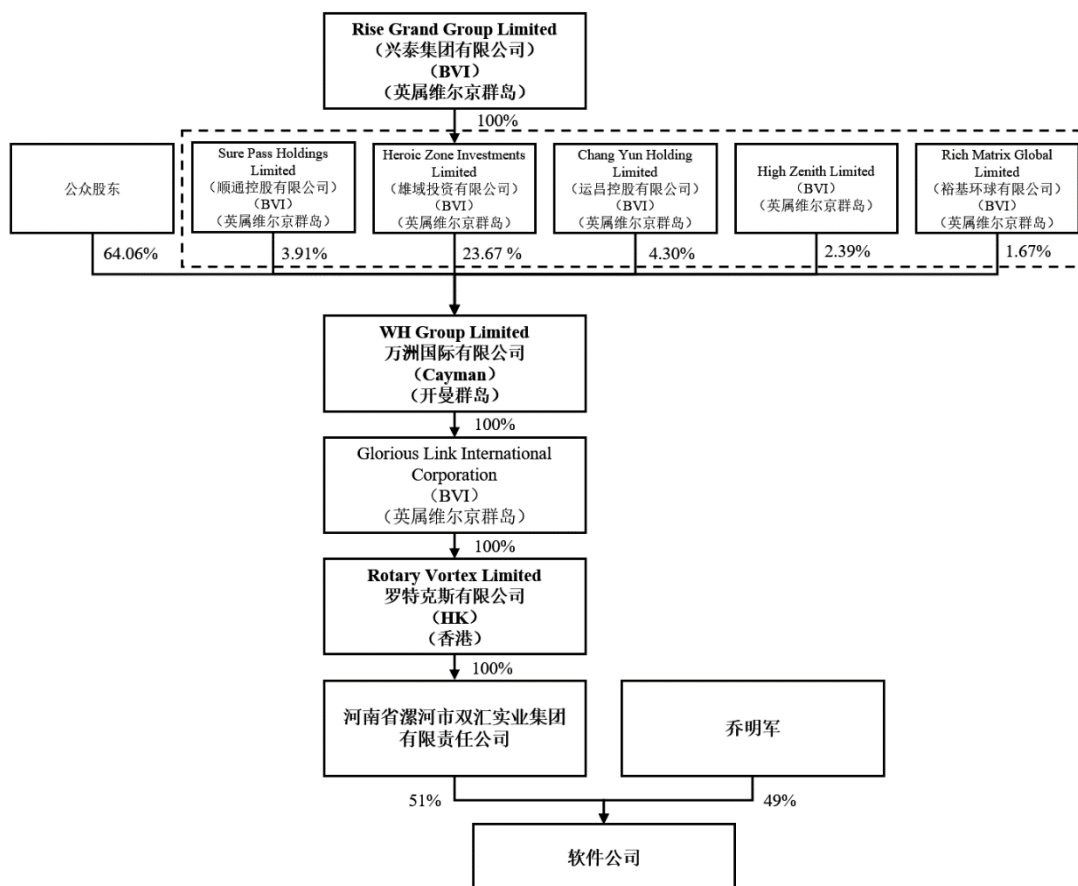 Rise Grand Group Limited
（兴泰集团有限公司）
（BVI）
（英属维尔京群岛）
100%
公众股东
Sure Pass Holdings
Limited
（顺通控股有限公司）
（BVI）
（英属维尔京群岛）
Heroic Zone Investments
Limited
（雄域投资有限公司）
（BVI）
（英属维尔京群岛）
Chang Yun Holding
Limited
（运昌控股有限公司）
（BVI）
（英属维尔京群岛）
High Zenith Limited
（BVI）
（英属维尔京群岛）
Rich Matrix Global
Limited
（裕基环球有限公司）
（BVI）
（英属维尔京群岛）
64.06%
3.91%
23.67 %
4.30%
2.39%
1.67%
WH Group Limited
万洲国际有限公司
（Cayman）
（开曼群岛）
100%
Glorious Link International
Corporation
（BVI）
（英属维尔京群岛）
100%
Rotary Vortex Limited
罗特克斯有限公司
（HK）
（香港）
100%
河南省漯河市双汇实业集团
有限责任公司
乔明军
51%
49%
软件公司